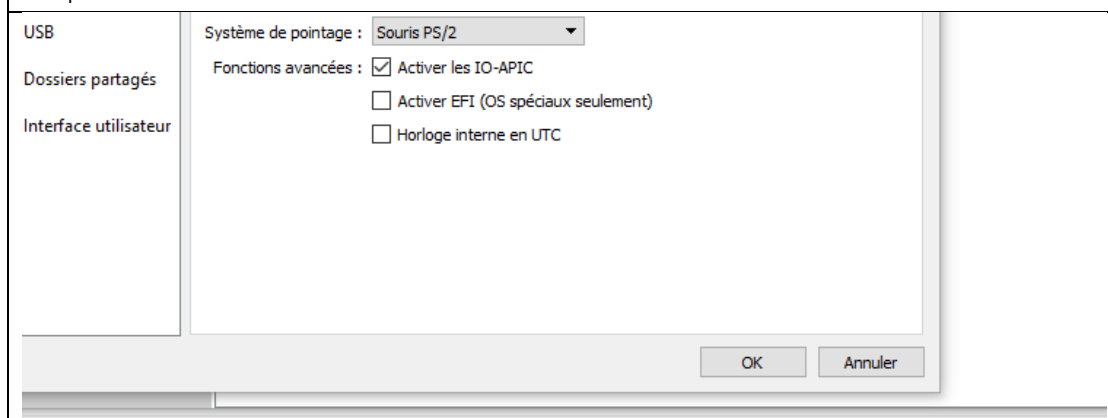 USB
Dossiers partagés
Interface utilisateur
Système de pointage : Souris PS/2
Fonctions avancées : Activer les IO-APIC
Activer EFI (OS spéciaux seulement)
Horloge interne en UTC
OK Annuler